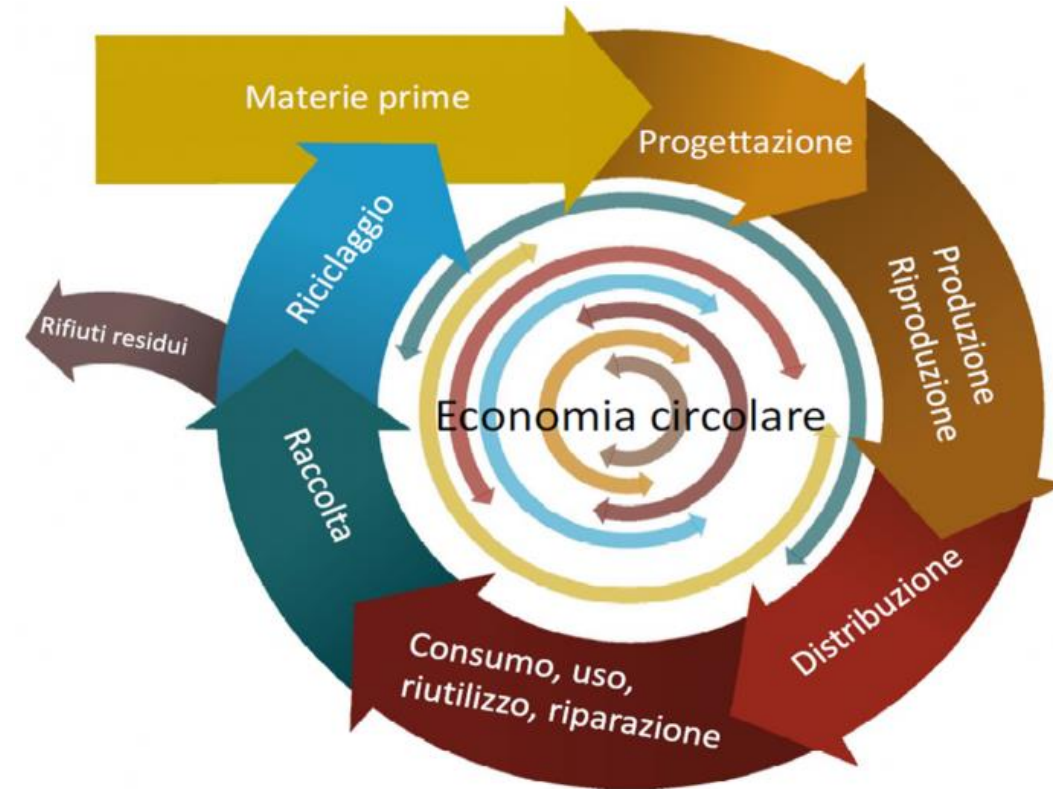 Materie prime
Progettazione
Produzione
Riproduzione
Distribuzione
Consumo, uso,
riutilizzo, riparazione
Raccolta
Riciclaggio
Rifiuti residui
Economia circolare